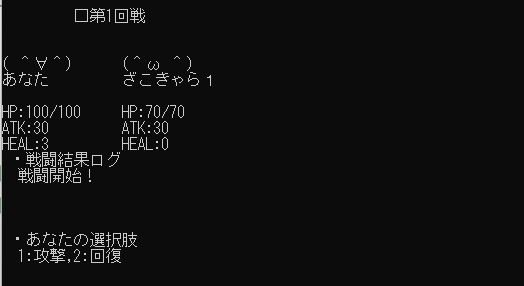 □第1回戦
( ＾∀＾)　　　(＾ω ＾)
あなた　　　　ざこきゃら１
HP:100/100　　HP:70/70
ATK:30　　　　ATK:30
HEAL:3　　　　HEAL:0
・戦闘結果ログ
戦闘開始！
・あなたの選択肢
1:攻撃,2:回復